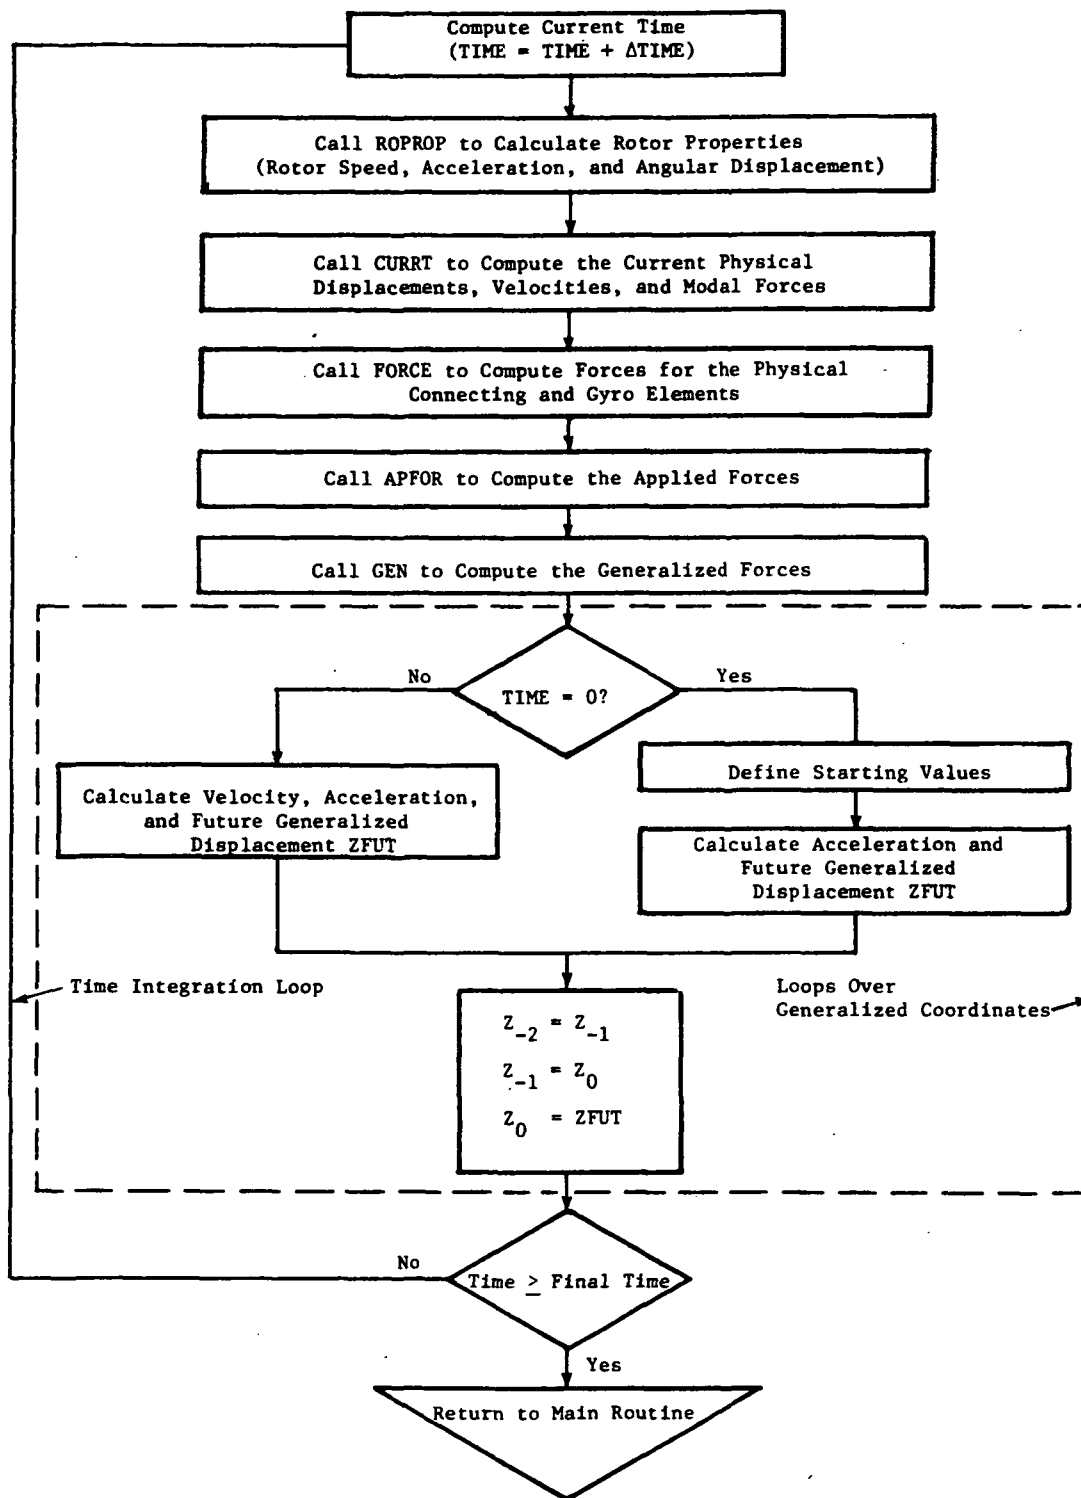 Compute Current Time
(TIME = TIME + ΔTIME)
Call ROPROP to Calculate Rotor Properties
(Rotor Speed, Acceleration, and Angular Displacement)
Call CURRT to Compute the Current Physical
Displacements, Velocities, and Modal Forces
Call FORCE to Compute Forces for the Physical
Connecting and Gyro Elements
Call APFOR to Compute the Applied Forces
Call GEN to Compute the Generalized Forces
No
Yes
TIME = 0?
Calculate Velocity, Acceleration,
and Future Generalized
Displacement ZFUT
Define Starting Values
Calculate Acceleration and
Future Generalized
Displacement ZFUT
Time Integration Loop
Loops Over
Generalized Coordinates
Z_-2 = Z_-1
Z_-1 = Z_0
Z_0 = ZFUT
No
Time ≥ Final Time
Yes
Return to Main Routine